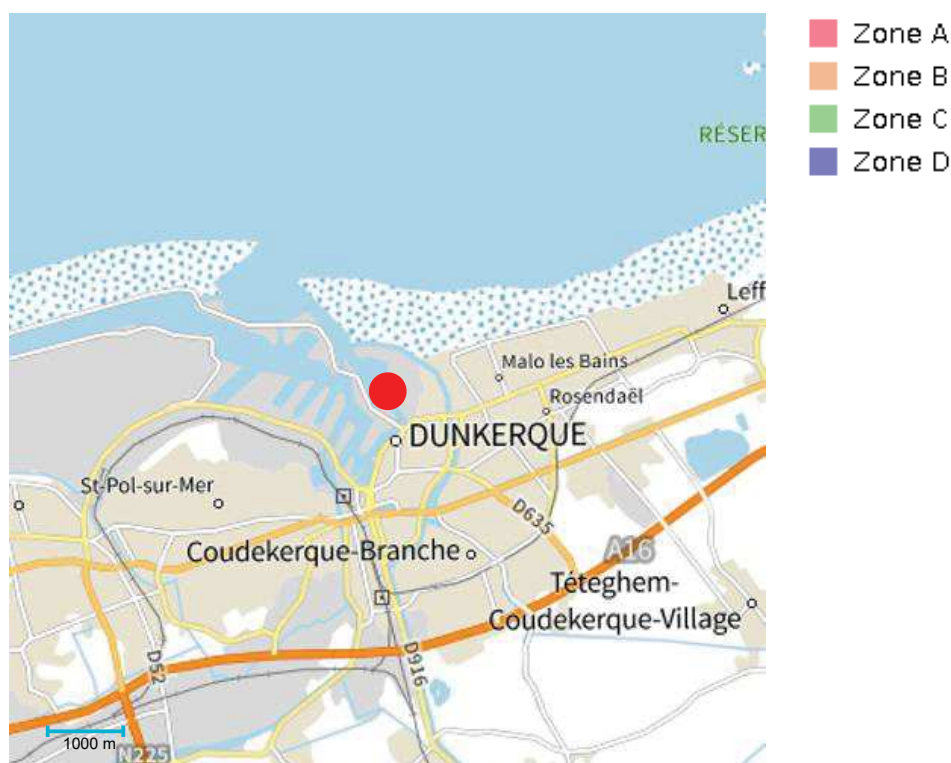 Zone A
Zone B
Zone C
Zone D
RÉSER
Leff
Malo les Bains
Rosendaël
DUNKERQUE
St-Pol-sur-Mer
D635
Coudekerque-Branche
A16
Téteghem-
Coudekerque-Village
D52
D916
1000 m
N225